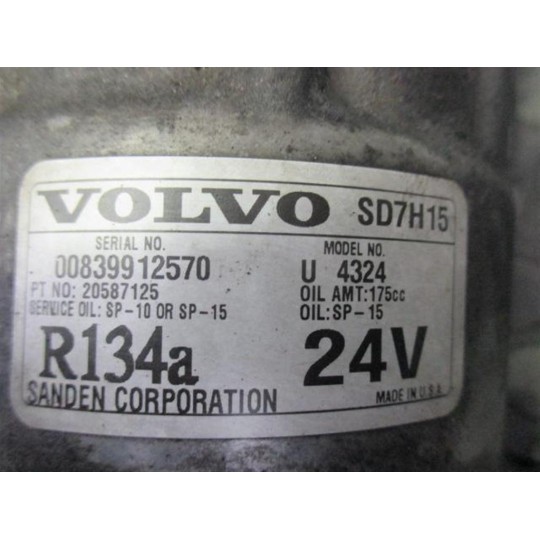 VOLVO SD7H15
SERIAL NO. MODEL NO.
00839912570 U 4324
PT NO: 20587125 OIL AMT:175cc
SERVICE OIL: SP-10 OR SP-15 OIL:SP-15
R134a 24V
SANDEN CORPORATION MADE IN U.S.A.